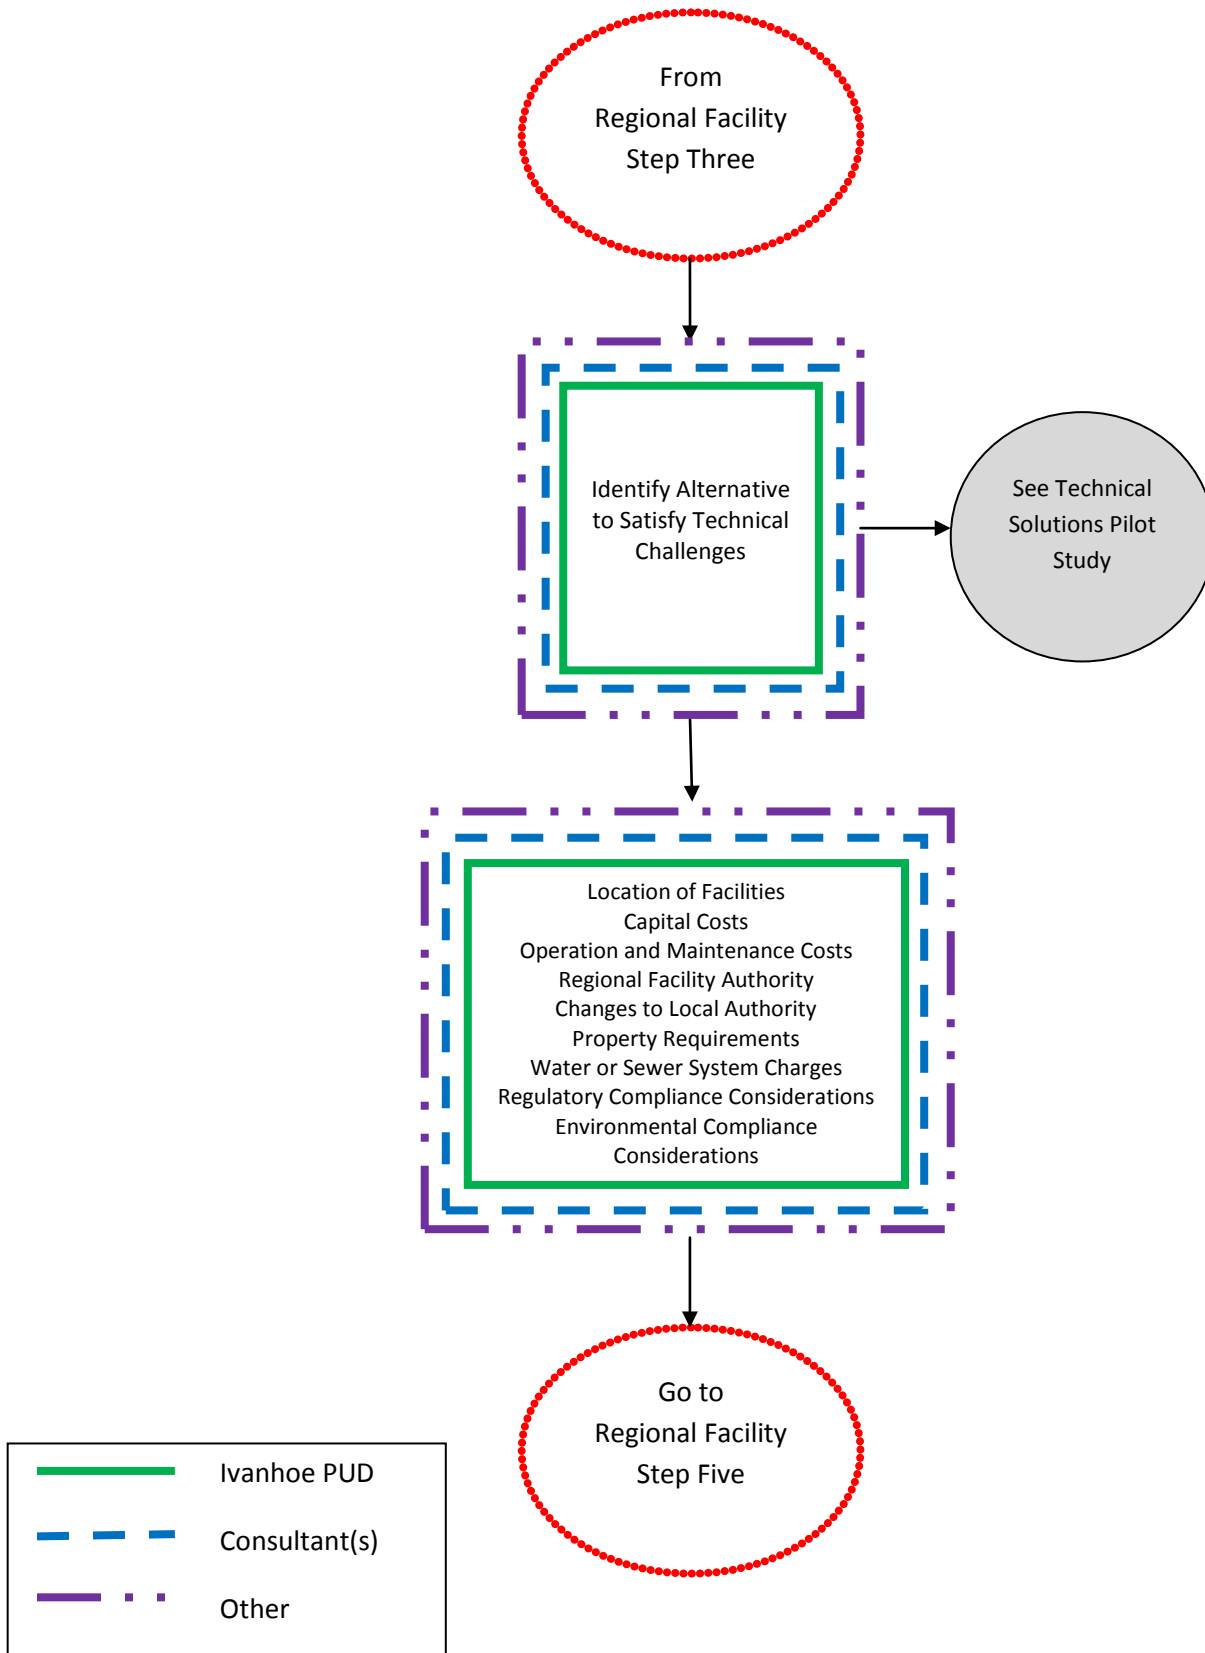 From
Regional Facility
Step Three
Identify Alternative
to Satisfy Technical
Challenges
See Technical
Solutions Pilot
Study
Location of Facilities
Capital Costs
Operation and Maintenance Costs
Regional Facility Authority
Changes to Local Authority
Property Requirements
Water or Sewer System Charges
Regulatory Compliance Considerations
Environmental Compliance
Considerations
Go to
Regional Facility
Step Five
Ivanhoe PUD
Consultant(s)
Other